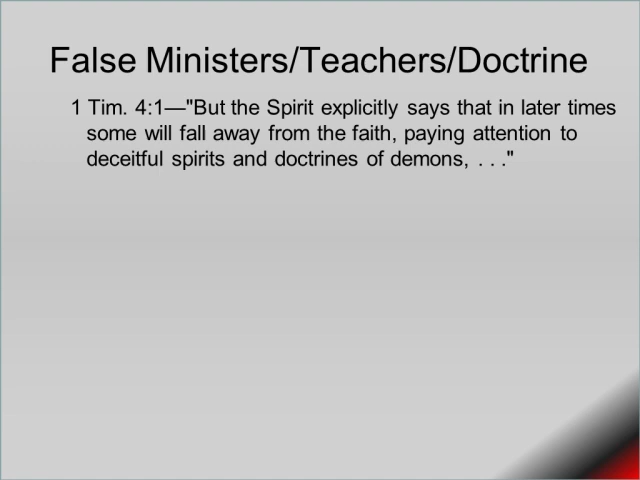 False Ministers/Teachers/Doctrine
1 Tim. 4:1—"But the Spirit explicitly says that in later times
some will fall away from the faith, paying attention to
deceitful spirits and doctrines of demons, . . ."